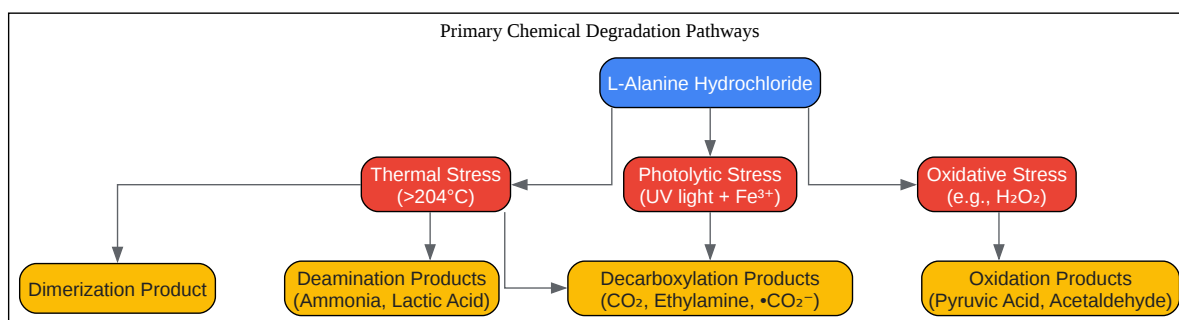 Primary Chemical Degradation Pathways
L-Alanine Hydrochloride
Thermal Stress
(>204°C)
Photolytic Stress
(UV light + Fe³⁺)
Oxidative Stress
(e.g., H₂O₂)
Dimerization Product
Deamination Products
(Ammonia, Lactic Acid)
Decarboxylation Products
(CO₂, Ethylamine, •CO₂⁻)
Oxidation Products
(Pyruvic Acid, Acetaldehyde)